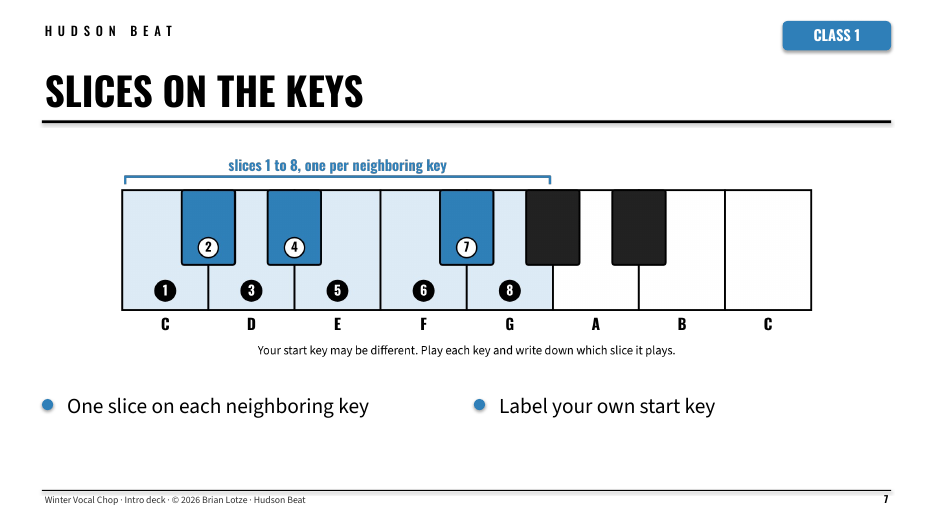 HUDSON BEAT
CLASS 1
SLICES ON THE KEYS
slices 1 to 8, one per neighboring key
2 4 7
1 3 5 6 8
C D E F G A B C
Your start key may be different. Play each key and write down which slice it plays.
One slice on each neighboring key
Label your own start key
Winter Vocal Chop · Intro deck · © 2026 Brian Lotze · Hudson Beat
7